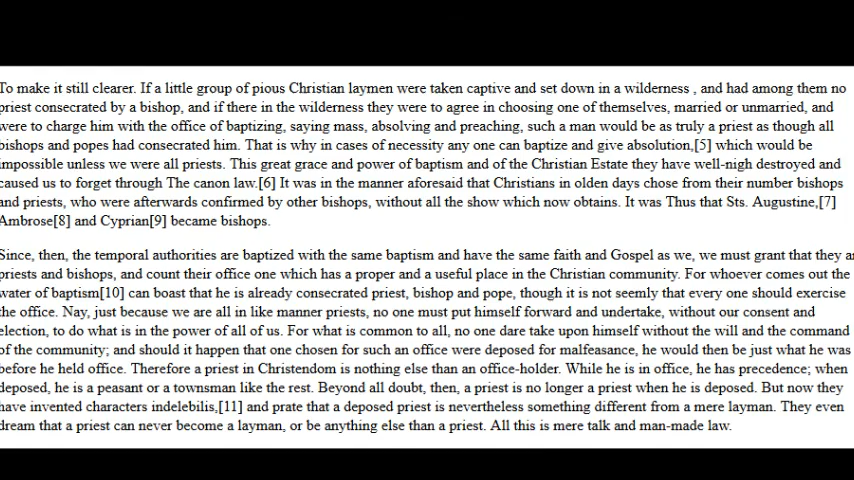 To make it still clearer. If a little group of pious Christian laymen were taken captive and set down in a wilderness , and had among them no
priest consecrated by a bishop, and if there in the wilderness they were to agree in choosing one of themselves, married or unmarried, and
were to charge him with the office of baptizing, saying mass, absolving and preaching, such a man would be as truly a priest as though all
bishops and popes had consecrated him. That is why in cases of necessity any one can baptize and give absolution,[5] which would be
impossible unless we were all priests. This great grace and power of baptism and of the Christian Estate they have well-nigh destroyed and
caused us to forget through The canon law.[6] It was in the manner aforesaid that Christians in olden days chose from their number bishops
and priests, who were afterwards confirmed by other bishops, without all the show which now obtains. It was Thus that Sts. Augustine,[7]
Ambrose[8] and Cyprian[9] became bishops.
Since, then, the temporal authorities are baptized with the same baptism and have the same faith and Gospel as we, we must grant that they ar
priests and bishops, and count their office one which has a proper and a useful place in the Christian community. For whoever comes out the
water of baptism[10] can boast that he is already consecrated priest, bishop and pope, though it is not seemly that every one should exercise
the office. Nay, just because we are all in like manner priests, no one must put himself forward and undertake, without our consent and
election, to do what is in the power of all of us. For what is common to all, no one dare take upon himself without the will and the command
of the community; and should it happen that one chosen for such an office were deposed for malfeasance, he would then be just what he was
before he held office. Therefore a priest in Christendom is nothing else than an office-holder. While he is in office, he has precedence; when
deposed, he is a peasant or a townsman like the rest. Beyond all doubt, then, a priest is no longer a priest when he is deposed. But now they
have invented characters indelebilis,[11] and prate that a deposed priest is nevertheless something different from a mere layman. They even
dream that a priest can never become a layman, or be anything else than a priest. All this is mere talk and man-made law.